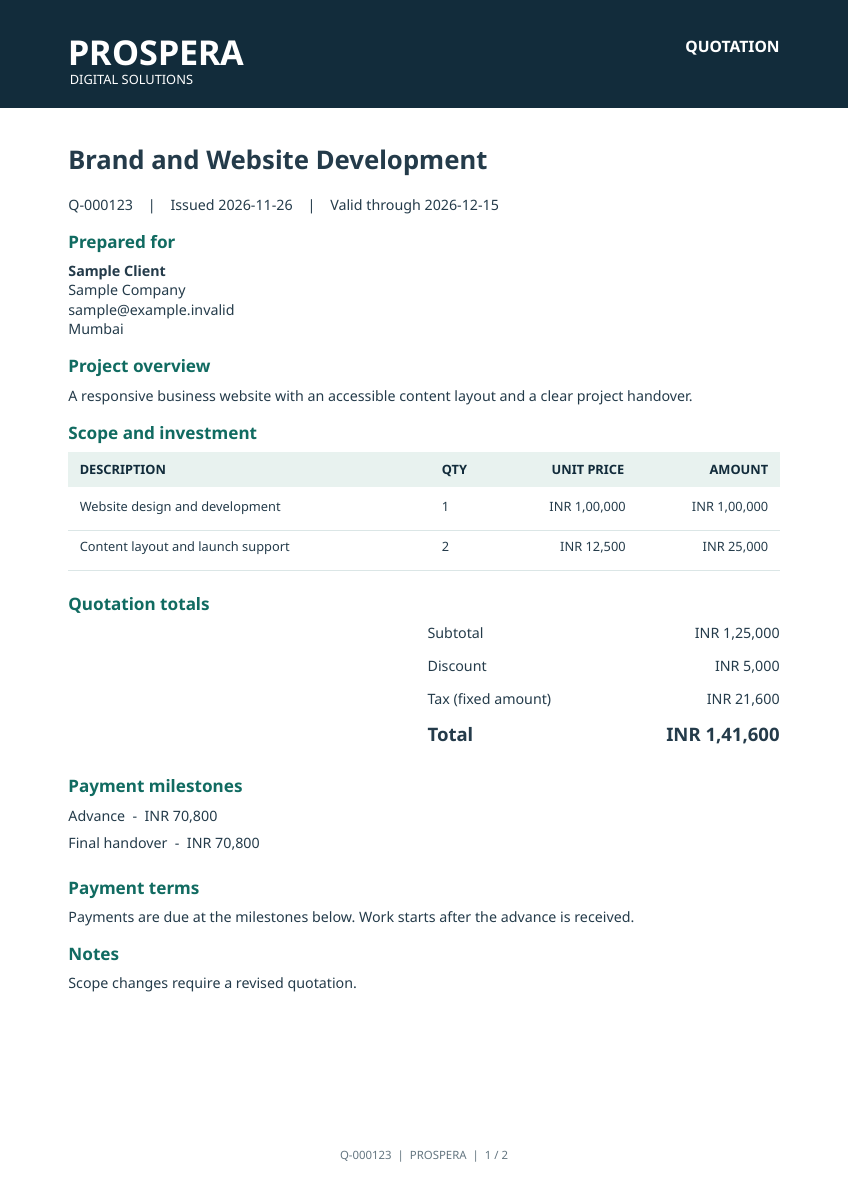 PROSPERA
DIGITAL SOLUTIONS
QUOTATION
Brand and Website Development
Q-000123 | Issued 2026-11-26 | Valid through 2026-12-15
Prepared for
Sample Client
Sample Company
sample@example.invalid
Mumbai
Project overview
A responsive business website with an accessible content layout and a clear project handover.
Scope and investment
DESCRIPTION QTY UNIT PRICE AMOUNT
Website design and development 1 INR 1,00,000 INR 1,00,000
Content layout and launch support 2 INR 12,500 INR 25,000
Quotation totals
Subtotal INR 1,25,000
Discount INR 5,000
Tax (fixed amount) INR 21,600
Total INR 1,41,600
Payment milestones
Advance - INR 70,800
Final handover - INR 70,800
Payment terms
Payments are due at the milestones below. Work starts after the advance is received.
Notes
Scope changes require a revised quotation.
Q-000123 | PROSPERA | 1 / 2